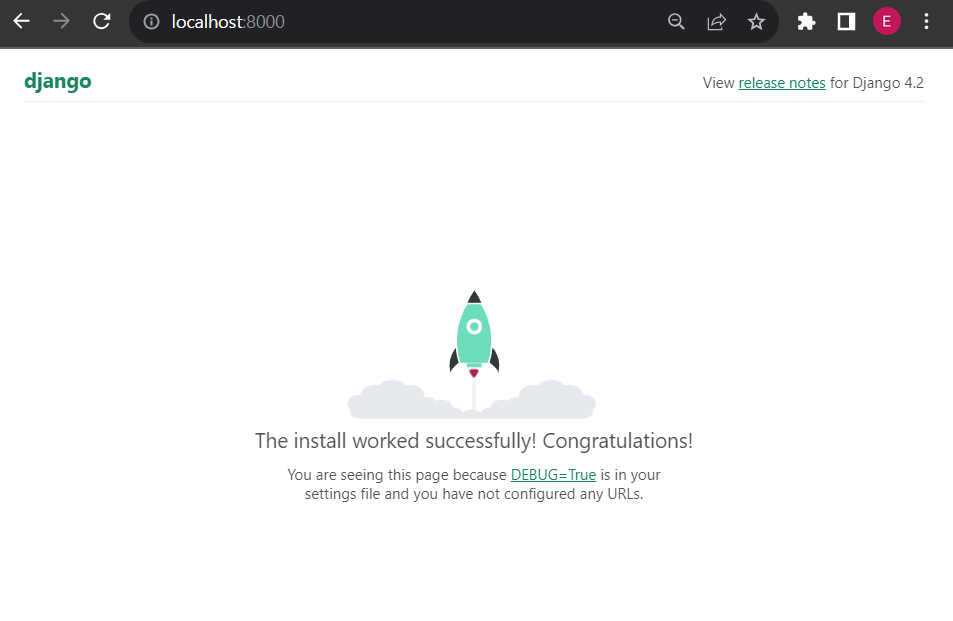 localhost:8000
E
django
View release notes for Django 4.2
The install worked successfully! Congratulations!
You are seeing this page because DEBUG=True is in your
settings file and you have not configured any URLs.